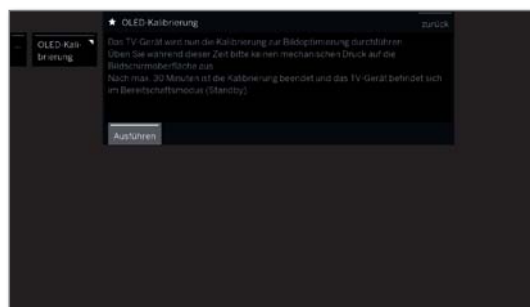 ★ OLED-Kalibrierung
zurück
... OLED-Kali-
brierung
Das TV-Gerät wird nun die Kalibrierung zur Bildoptimierung durchführen.
Üben Sie während dieser Zeit bitte keinen mechanischen Druck auf die
Bildschirmoberfläche aus.
Nach max. 30 Minuten ist die Kalibrierung beendet und das TV-Gerät befindet sich
im Bereitschaftsmodus (Standby).
Ausführen